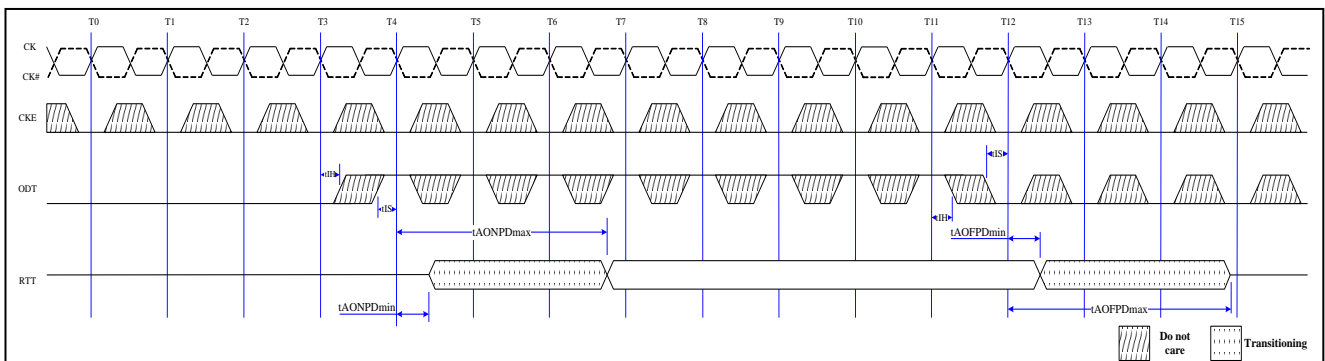 T0 T1 T2 T3 T4 T5 T6 T7 T8 T9 T10 T11 T12 T13 T14 T15
CK
CK#
CKE
tIS
ODT
tIH
tIS
tIH
tAONPDmax
tAOFPDmin
RTT
tAONPDmin
tAOFPDmax
Do not
care
Transitioning